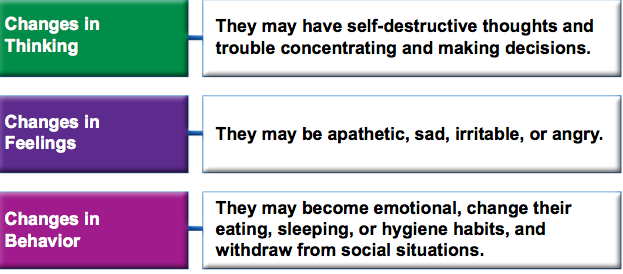 Changes in
Thinking
They may have self-destructive thoughts and
trouble concentrating and making decisions.
Changes in
Feelings
They may be apathetic, sad, irritable, or angry.
Changes in
Behavior
They may become emotional, change their
eating, sleeping, or hygiene habits, and
withdraw from social situations.